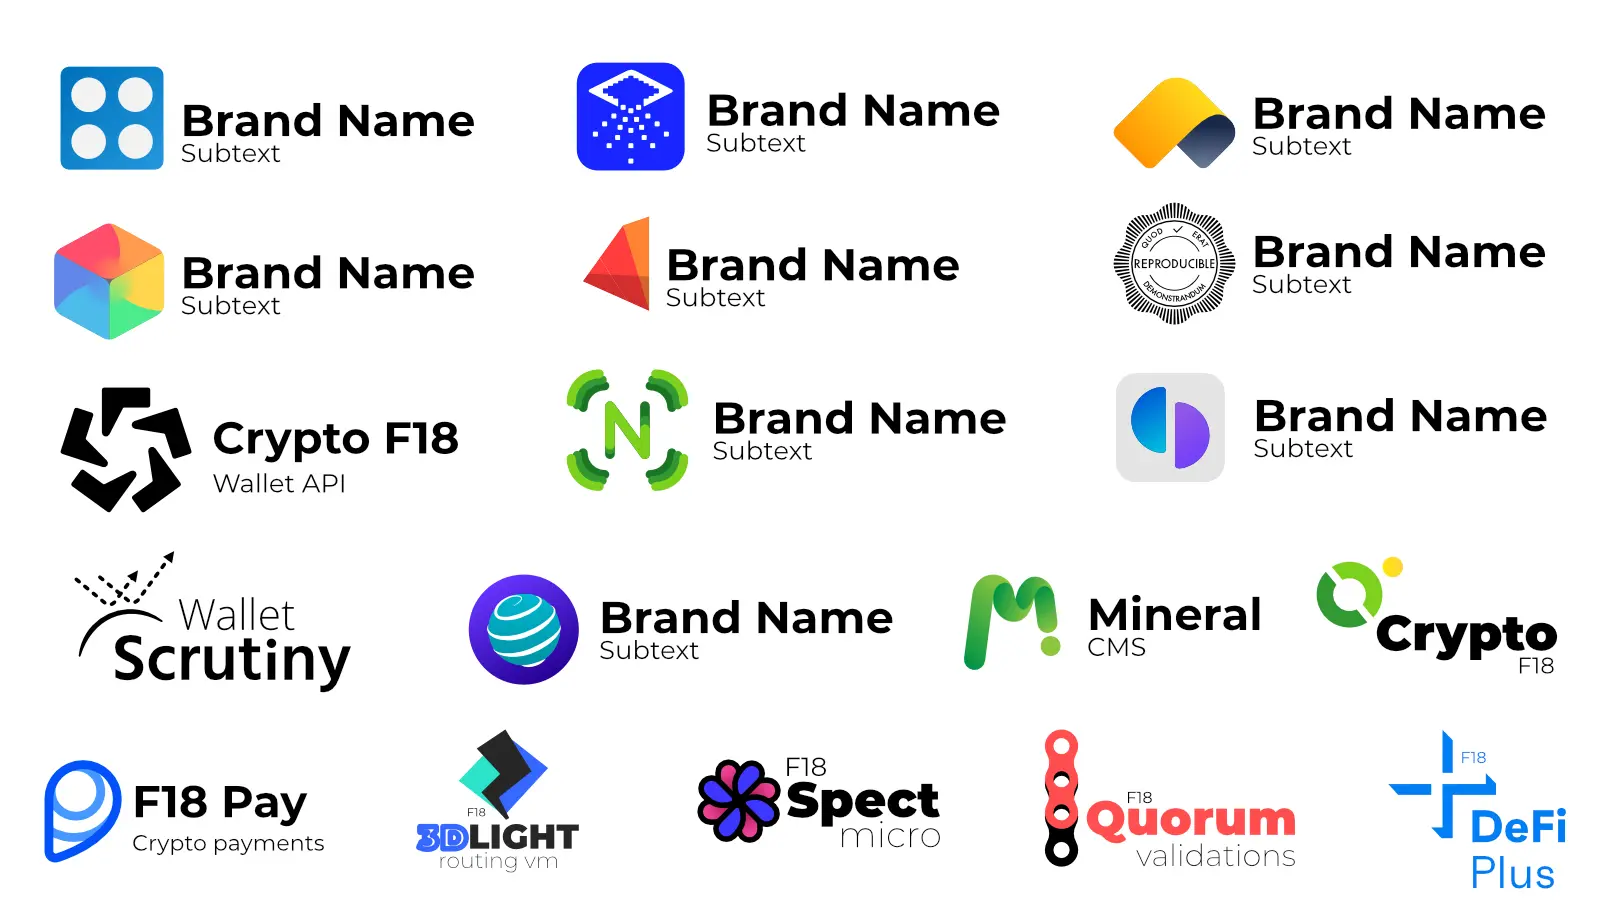 Brand Name
Subtext
Brand Name
Subtext
Brand Name
Subtext
Brand Name
Subtext
Brand Name
Subtext
QUOD ERAT
REPRODUCIBLE
DEMONSTRANDUM
Brand Name
Subtext
Crypto F18
Wallet API
N
Brand Name
Subtext
Brand Name
Subtext
Wallet
Scrutiny
Brand Name
Subtext
Mineral
CMS
Crypto
F18
F18 Pay
Crypto payments
F18
3DLIGHT
routing vm
F18
Spect
micro
F18
Quorum
validations
F18
DeFi
Plus